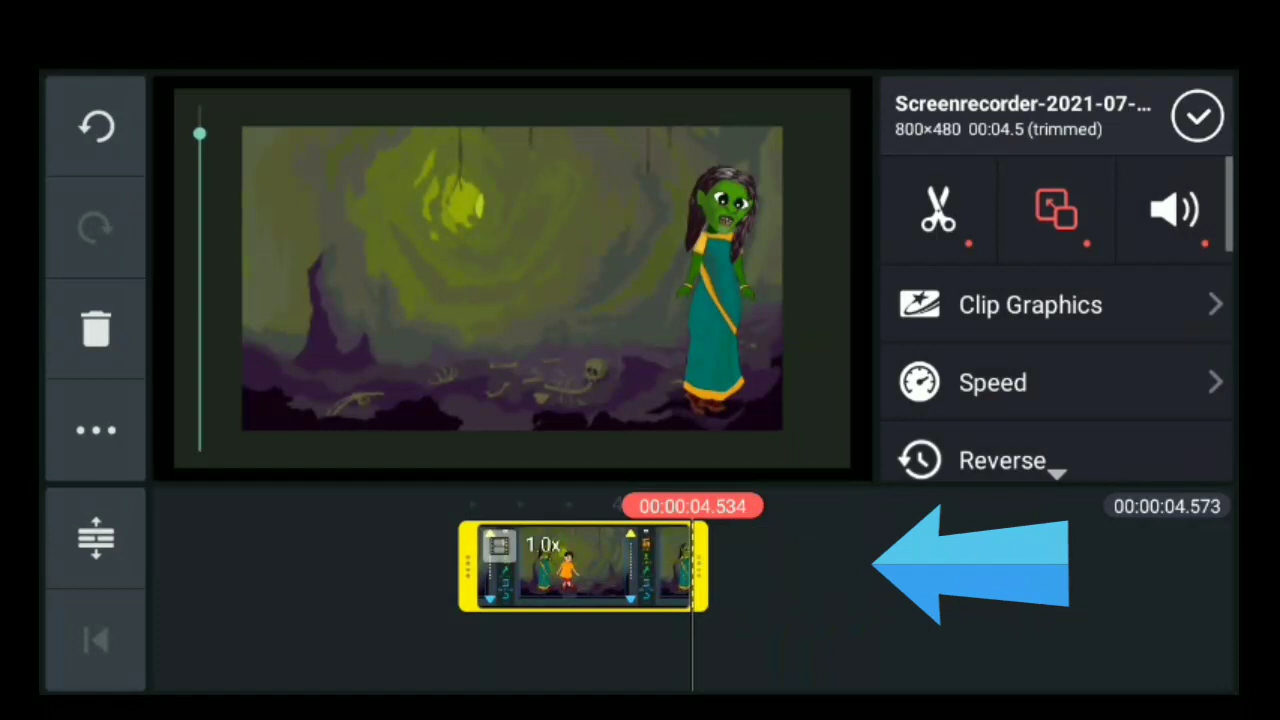 Screenrecorder-2021-07-...
800×480 00:04.5 (trimmed)
Clip Graphics
Speed
Reverse
00:00:04.534
00:00:04.573
1.0x